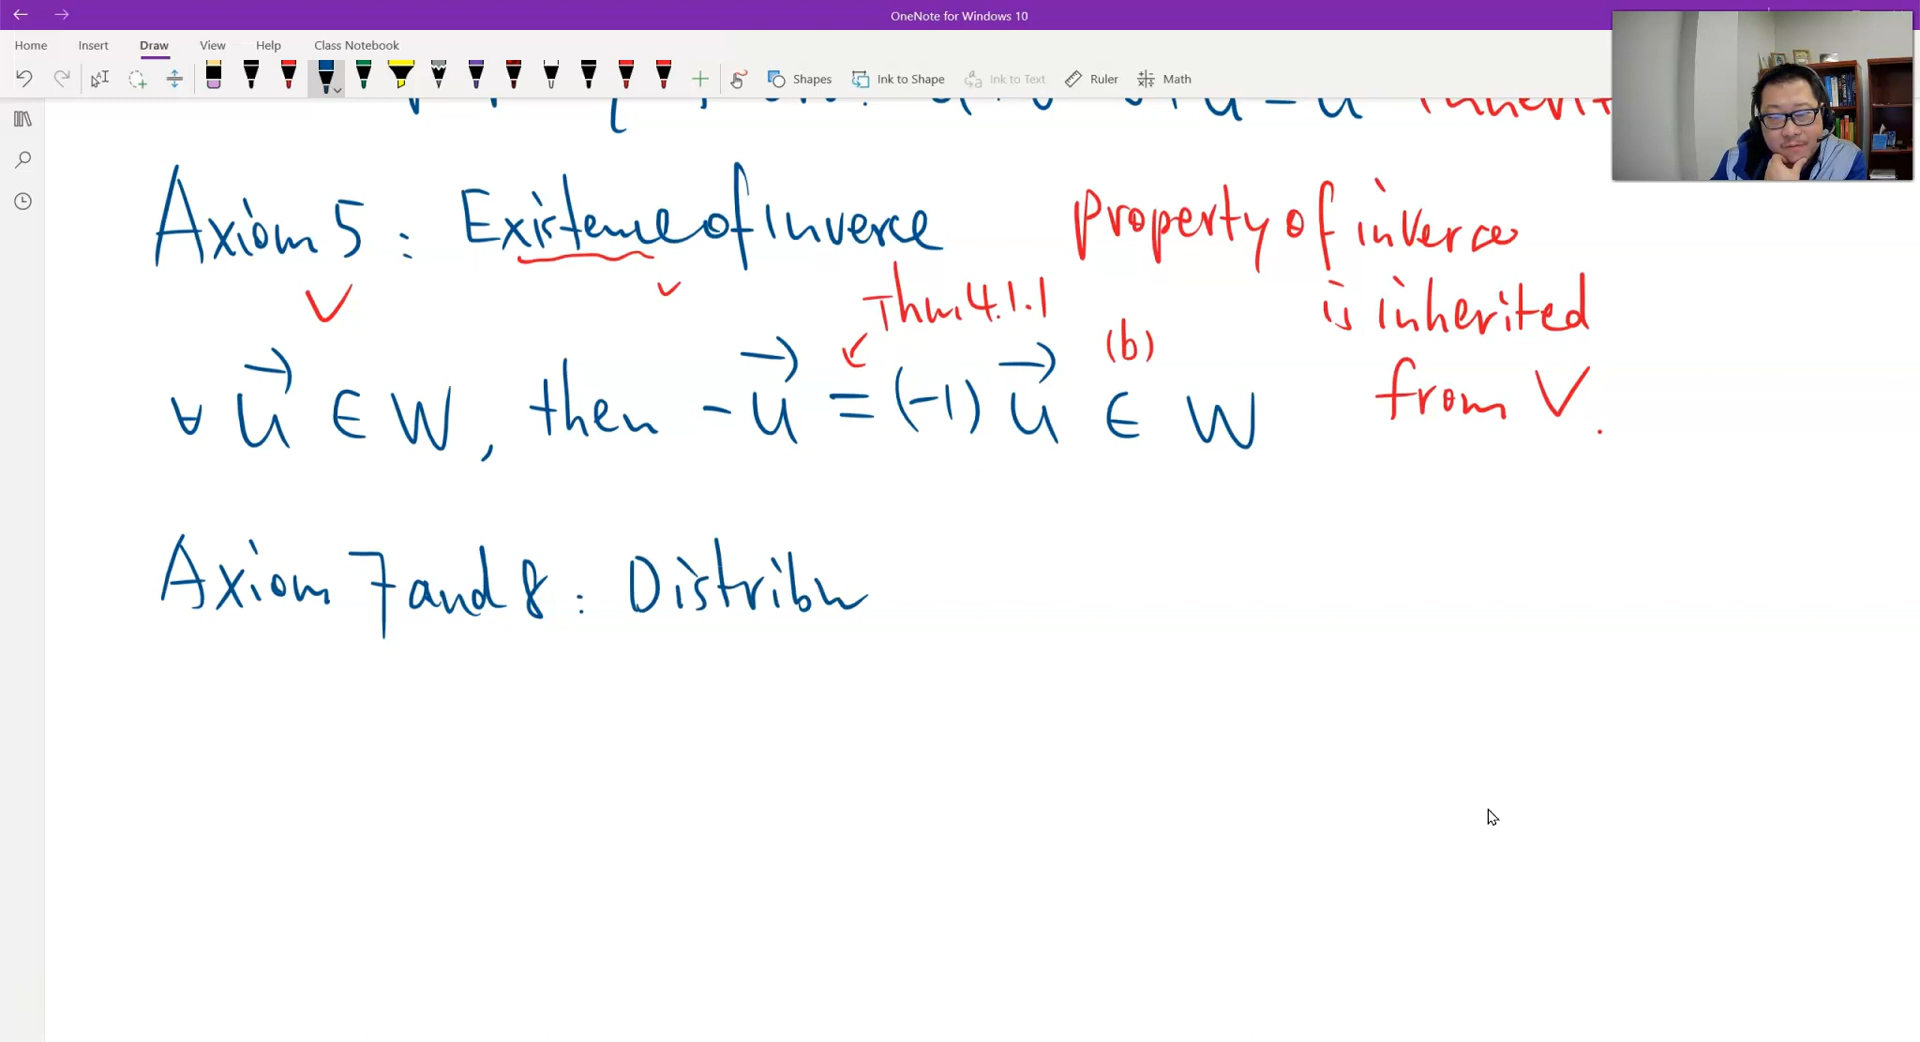 OneNote for Windows 10
Home Insert Draw View Help Class Notebook
Shapes Ink to Shape Ink to Text Ruler Math
Axiom 5 : Existence of inverse
property of inverse
is inherited
from V.
Thm. 4.1.1
(b)
∀ u⃗ ∈ W, then -u⃗ = (-1) u⃗ ∈ W
Axiom 7 and 8 : Distribu